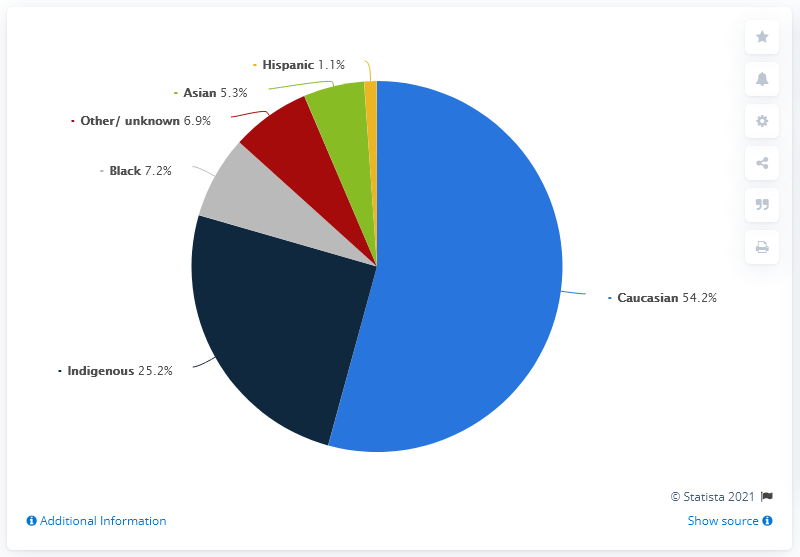 Hispanic 1.1%
Asian 5.3%
Other/ unknown 6.9%
Black 7.2%
Caucasian 54.2%
Indigenous 25.2%
© Statista 2021
Additional Information
Show source